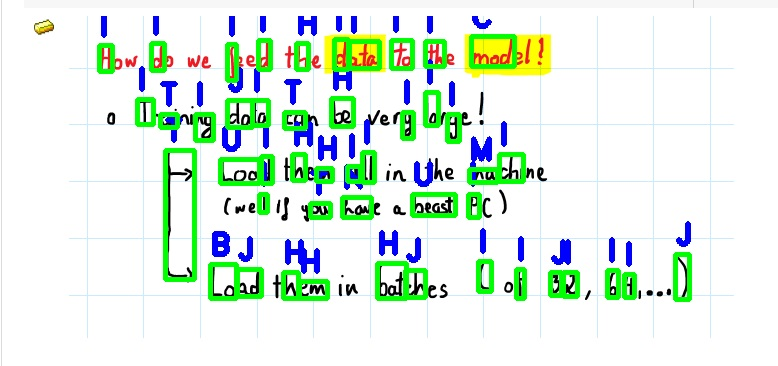 How do we feed the data to the model!
o Training data can be very large!
→ Load them all in the machine
(well if you have a beast PC)
→ Load them in batches ( of 32, 64,...)